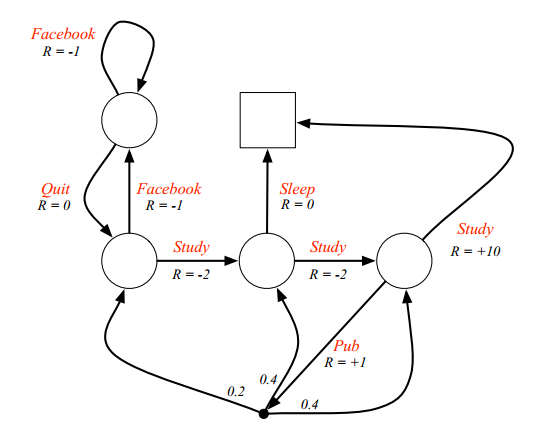 Facebook
R = -1
Quit
R = 0
Facebook
R = -1
Sleep
R = 0
Study
R = +10
Study
R = -2
Study
R = -2
Pub
R = +1
0.2
0.4
0.4